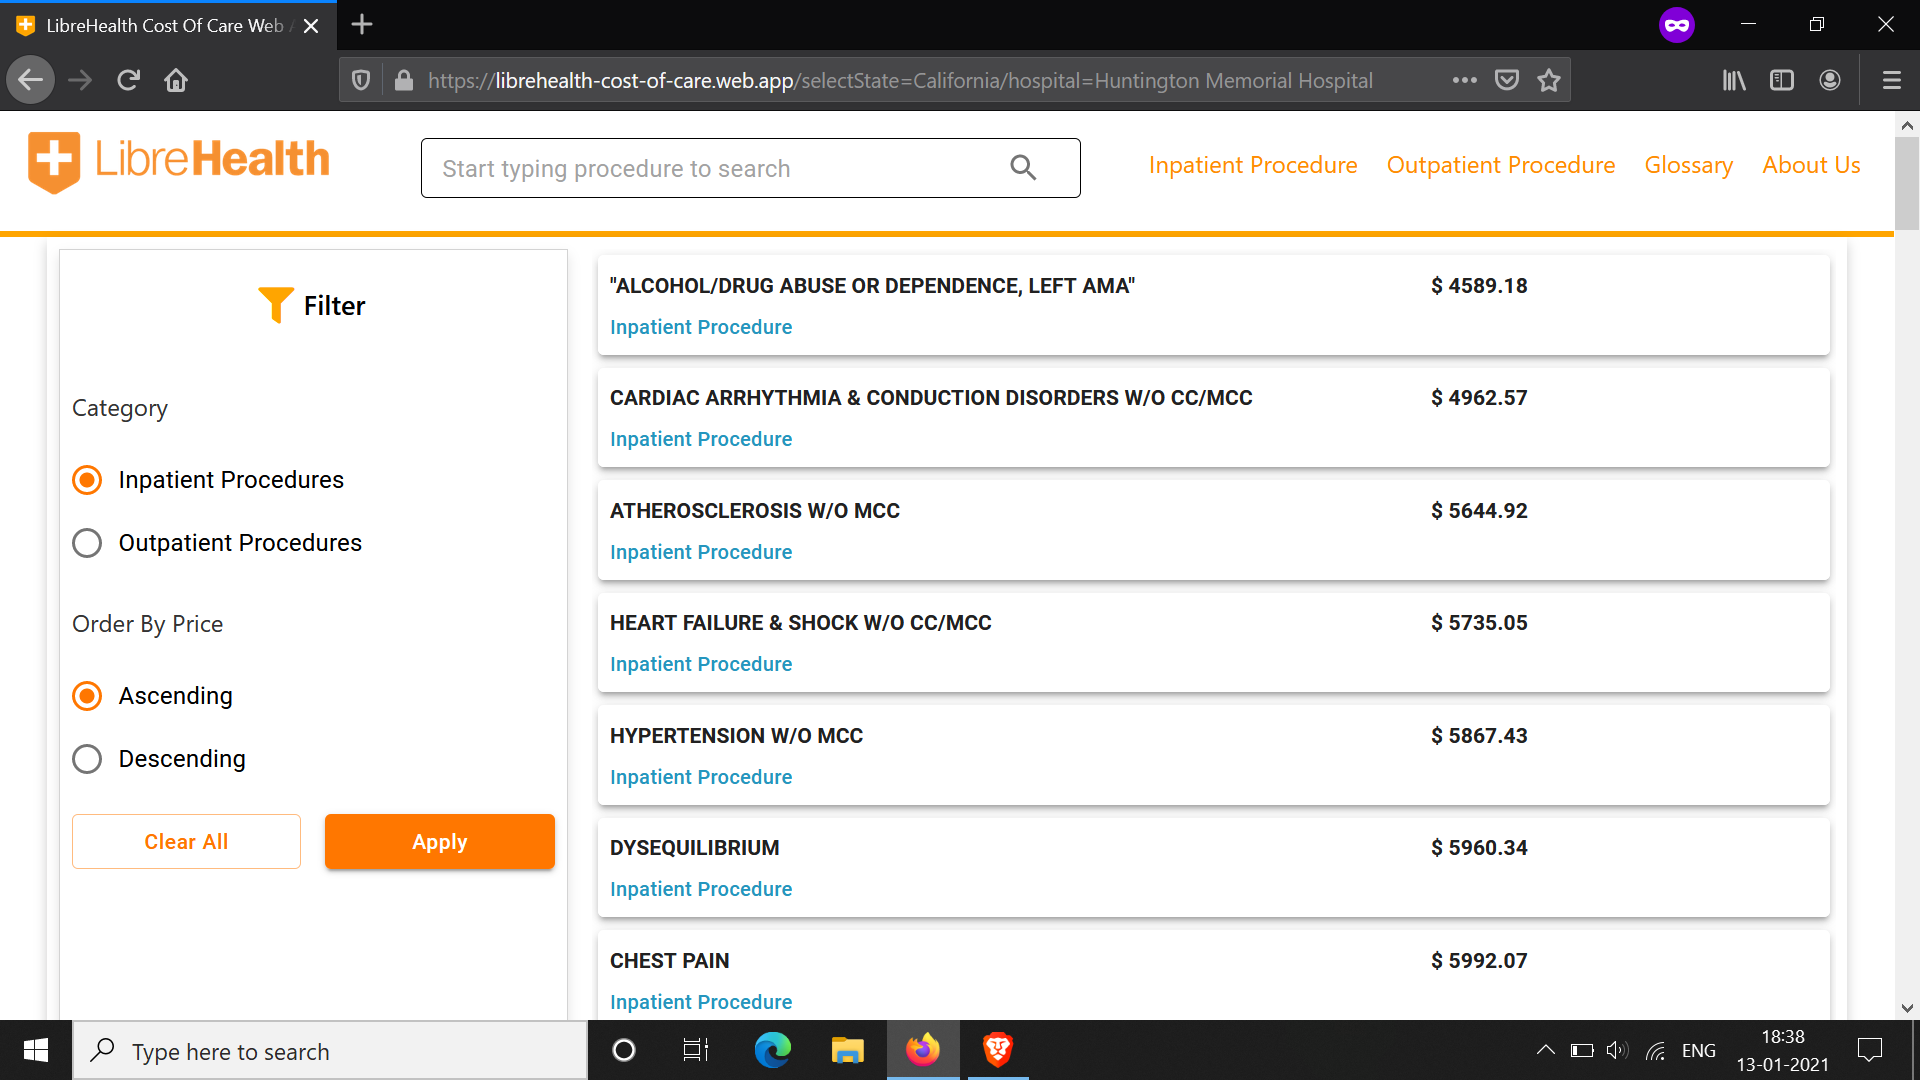 LibreHealth Cost Of Care Web
https://librehealth-cost-of-care.web.app/selectState=California/hospital=Huntington Memorial Hospital
LibreHealth
Start typing procedure to search
Inpatient Procedure
Outpatient Procedure
Glossary
About Us
Filter
Category
Inpatient Procedures
Outpatient Procedures
Order By Price
Ascending
Descending
Clear All
Apply
"ALCOHOL/DRUG ABUSE OR DEPENDENCE, LEFT AMA" $ 4589.18
Inpatient Procedure
CARDIAC ARRHYTHMIA & CONDUCTION DISORDERS W/O CC/MCC $ 4962.57
Inpatient Procedure
ATHEROSCLEROSIS W/O MCC $ 5644.92
Inpatient Procedure
HEART FAILURE & SHOCK W/O CC/MCC $ 5735.05
Inpatient Procedure
HYPERTENSION W/O MCC $ 5867.43
Inpatient Procedure
DYSEQUILIBRIUM $ 5960.34
Inpatient Procedure
CHEST PAIN $ 5992.07
Inpatient Procedure
Type here to search
ENG
18:38
13-01-2021